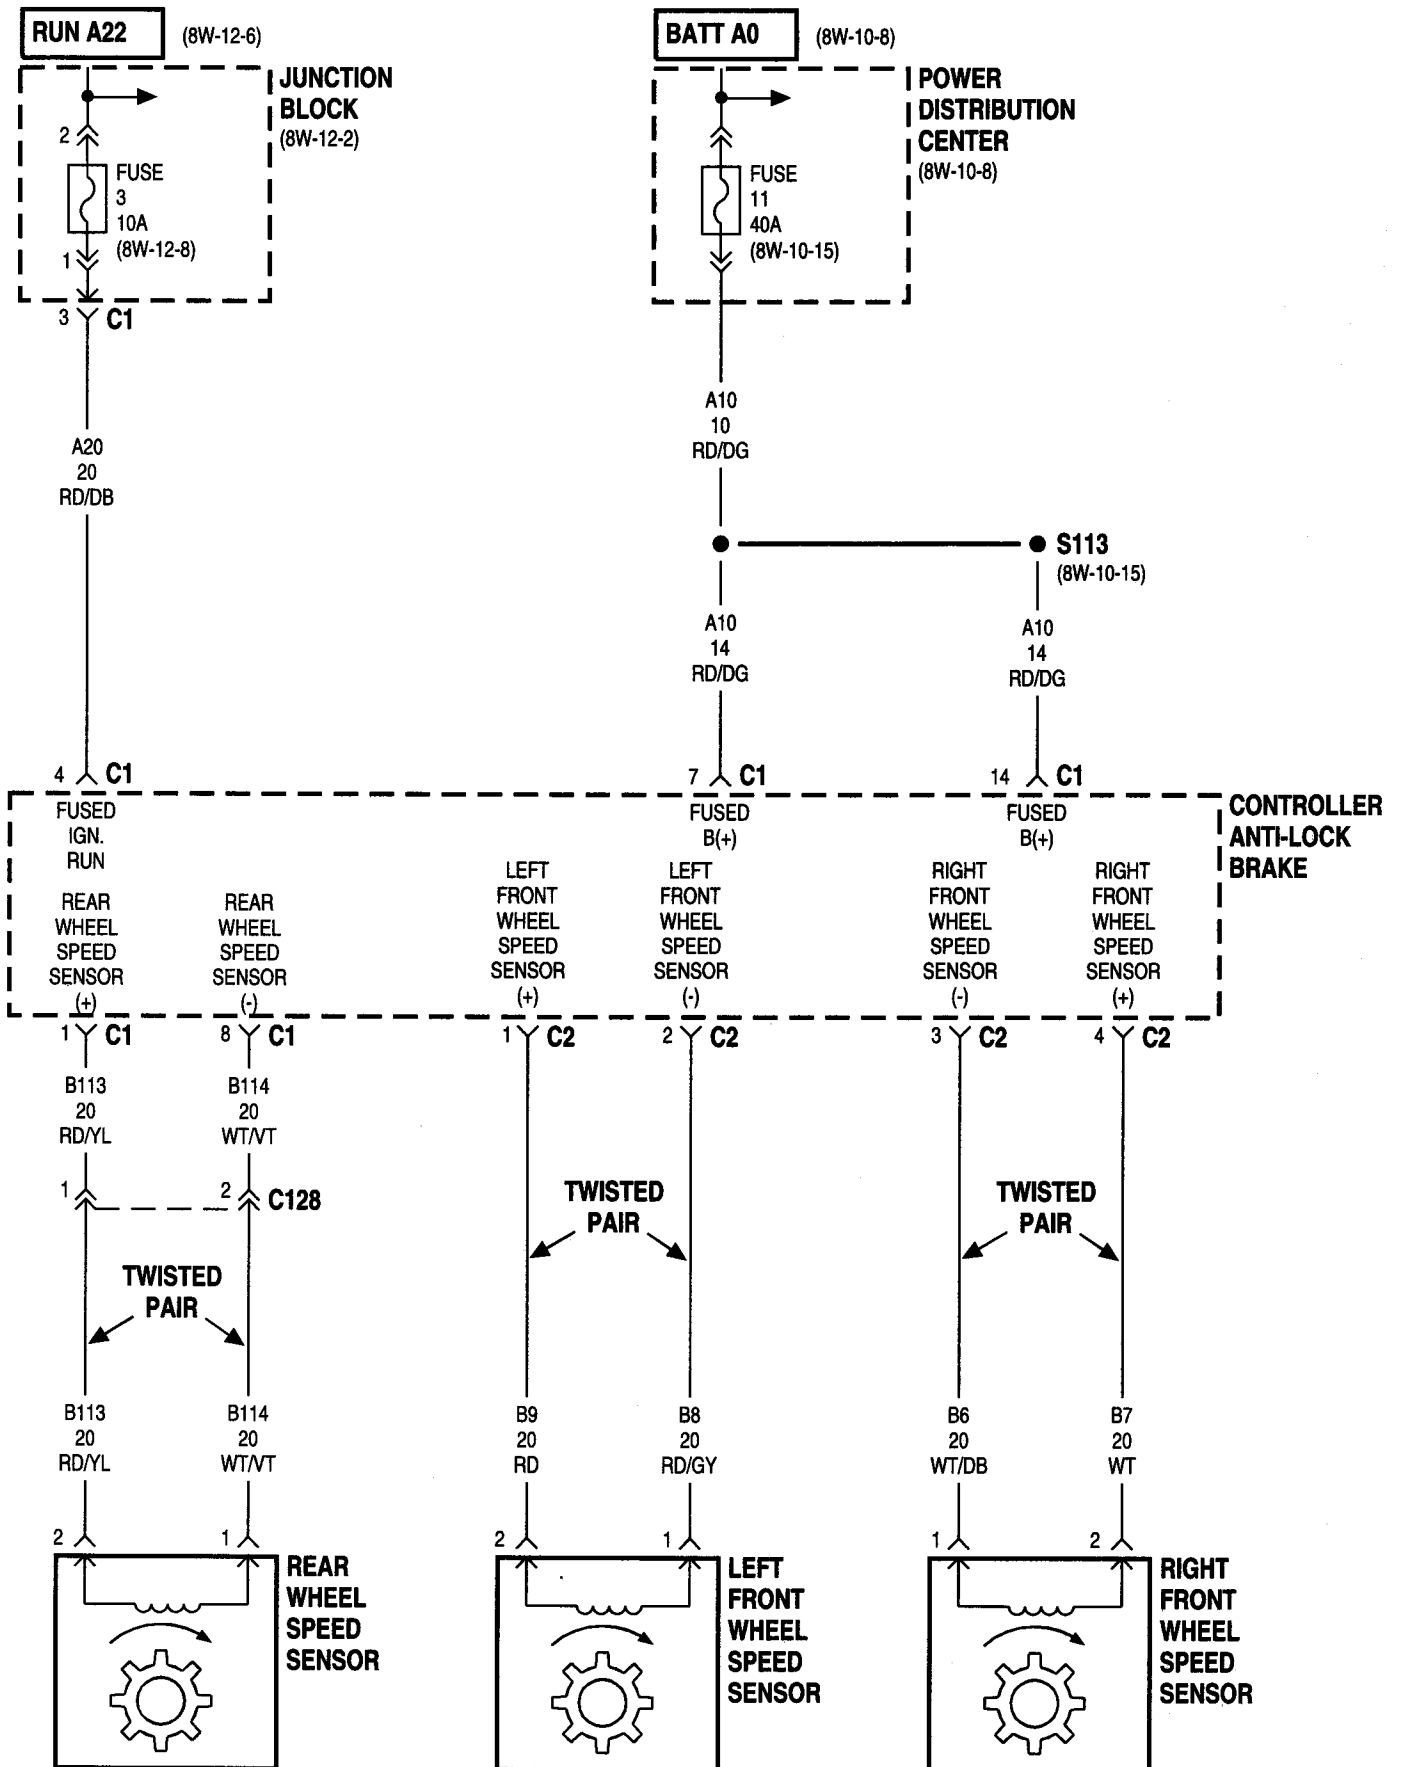 RUN A22 (8W-12-6)
JUNCTION
BLOCK
(8W-12-2)
2
FUSE
3
10A
(8W-12-8)
1
3 C1
A20
20
RD/DB
4 C1
BATT A0 (8W-10-8)
POWER
DISTRIBUTION
CENTER
(8W-10-8)
FUSE
11
40A
(8W-10-15)
A10
10
RD/DG
S113
(8W-10-15)
A10
14
RD/DG
7 C1
A10
14
RD/DG
14 C1
CONTROLLER
ANTI-LOCK
BRAKE
FUSED
IGN.
RUN
FUSED
B(+)
FUSED
B(+)
REAR
WHEEL
SPEED
SENSOR
(+)
REAR
WHEEL
SPEED
SENSOR
(-)
LEFT
FRONT
WHEEL
SPEED
SENSOR
(+)
LEFT
FRONT
WHEEL
SPEED
SENSOR
(-)
RIGHT
FRONT
WHEEL
SPEED
SENSOR
(-)
RIGHT
FRONT
WHEEL
SPEED
SENSOR
(+)
1 C1
8 C1
1 C2
2 C2
3 C2
4 C2
B113
20
RD/YL
B114
20
WT/VT
1
2 C128
TWISTED
PAIR
TWISTED
PAIR
TWISTED
PAIR
B113
20
RD/YL
B114
20
WT/VT
B9
20
RD
B8
20
RD/GY
B6
20
WT/DB
B7
20
WT
2
1
2
1
1
2
REAR
WHEEL
SPEED
SENSOR
LEFT
FRONT
WHEEL
SPEED
SENSOR
RIGHT
FRONT
WHEEL
SPEED
SENSOR